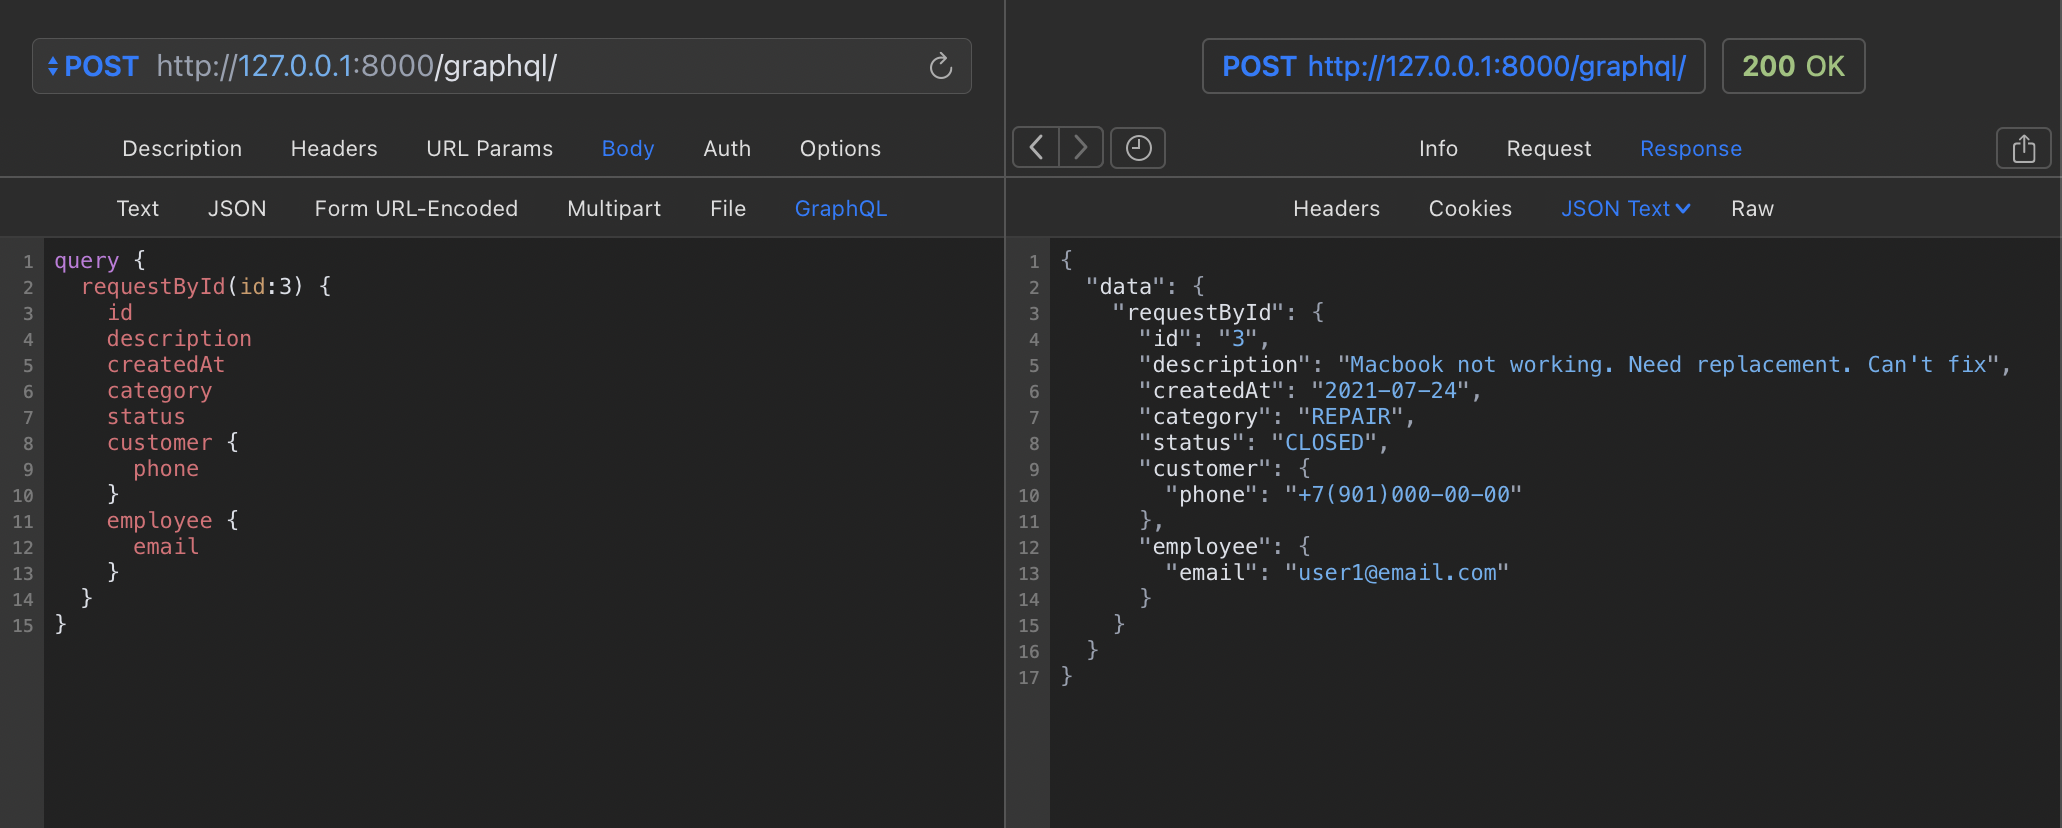 POST http://127.0.0.1:8000/graphql/
Description Headers URL Params Body Auth Options
Text JSON Form URL-Encoded Multipart File GraphQL
1 query {
2   requestById(id:3) {
3     id
4     description
5     createdAt
6     category
7     status
8     customer {
9       phone
10     }
11     employee {
12       email
13     }
14   }
15 }
POST http://127.0.0.1:8000/graphql/ 200 OK
Info Request Response
Headers Cookies JSON Text Raw
1 {
2   "data": {
3     "requestById": {
4       "id": "3",
5       "description": "Macbook not working. Need replacement. Can't fix",
6       "createdAt": "2021-07-24",
7       "category": "REPAIR",
8       "status": "CLOSED",
9       "customer": {
10         "phone": "+7(901)000-00-00"
11       },
12       "employee": {
13         "email": "user1@email.com"
14       }
15     }
16   }
17 }